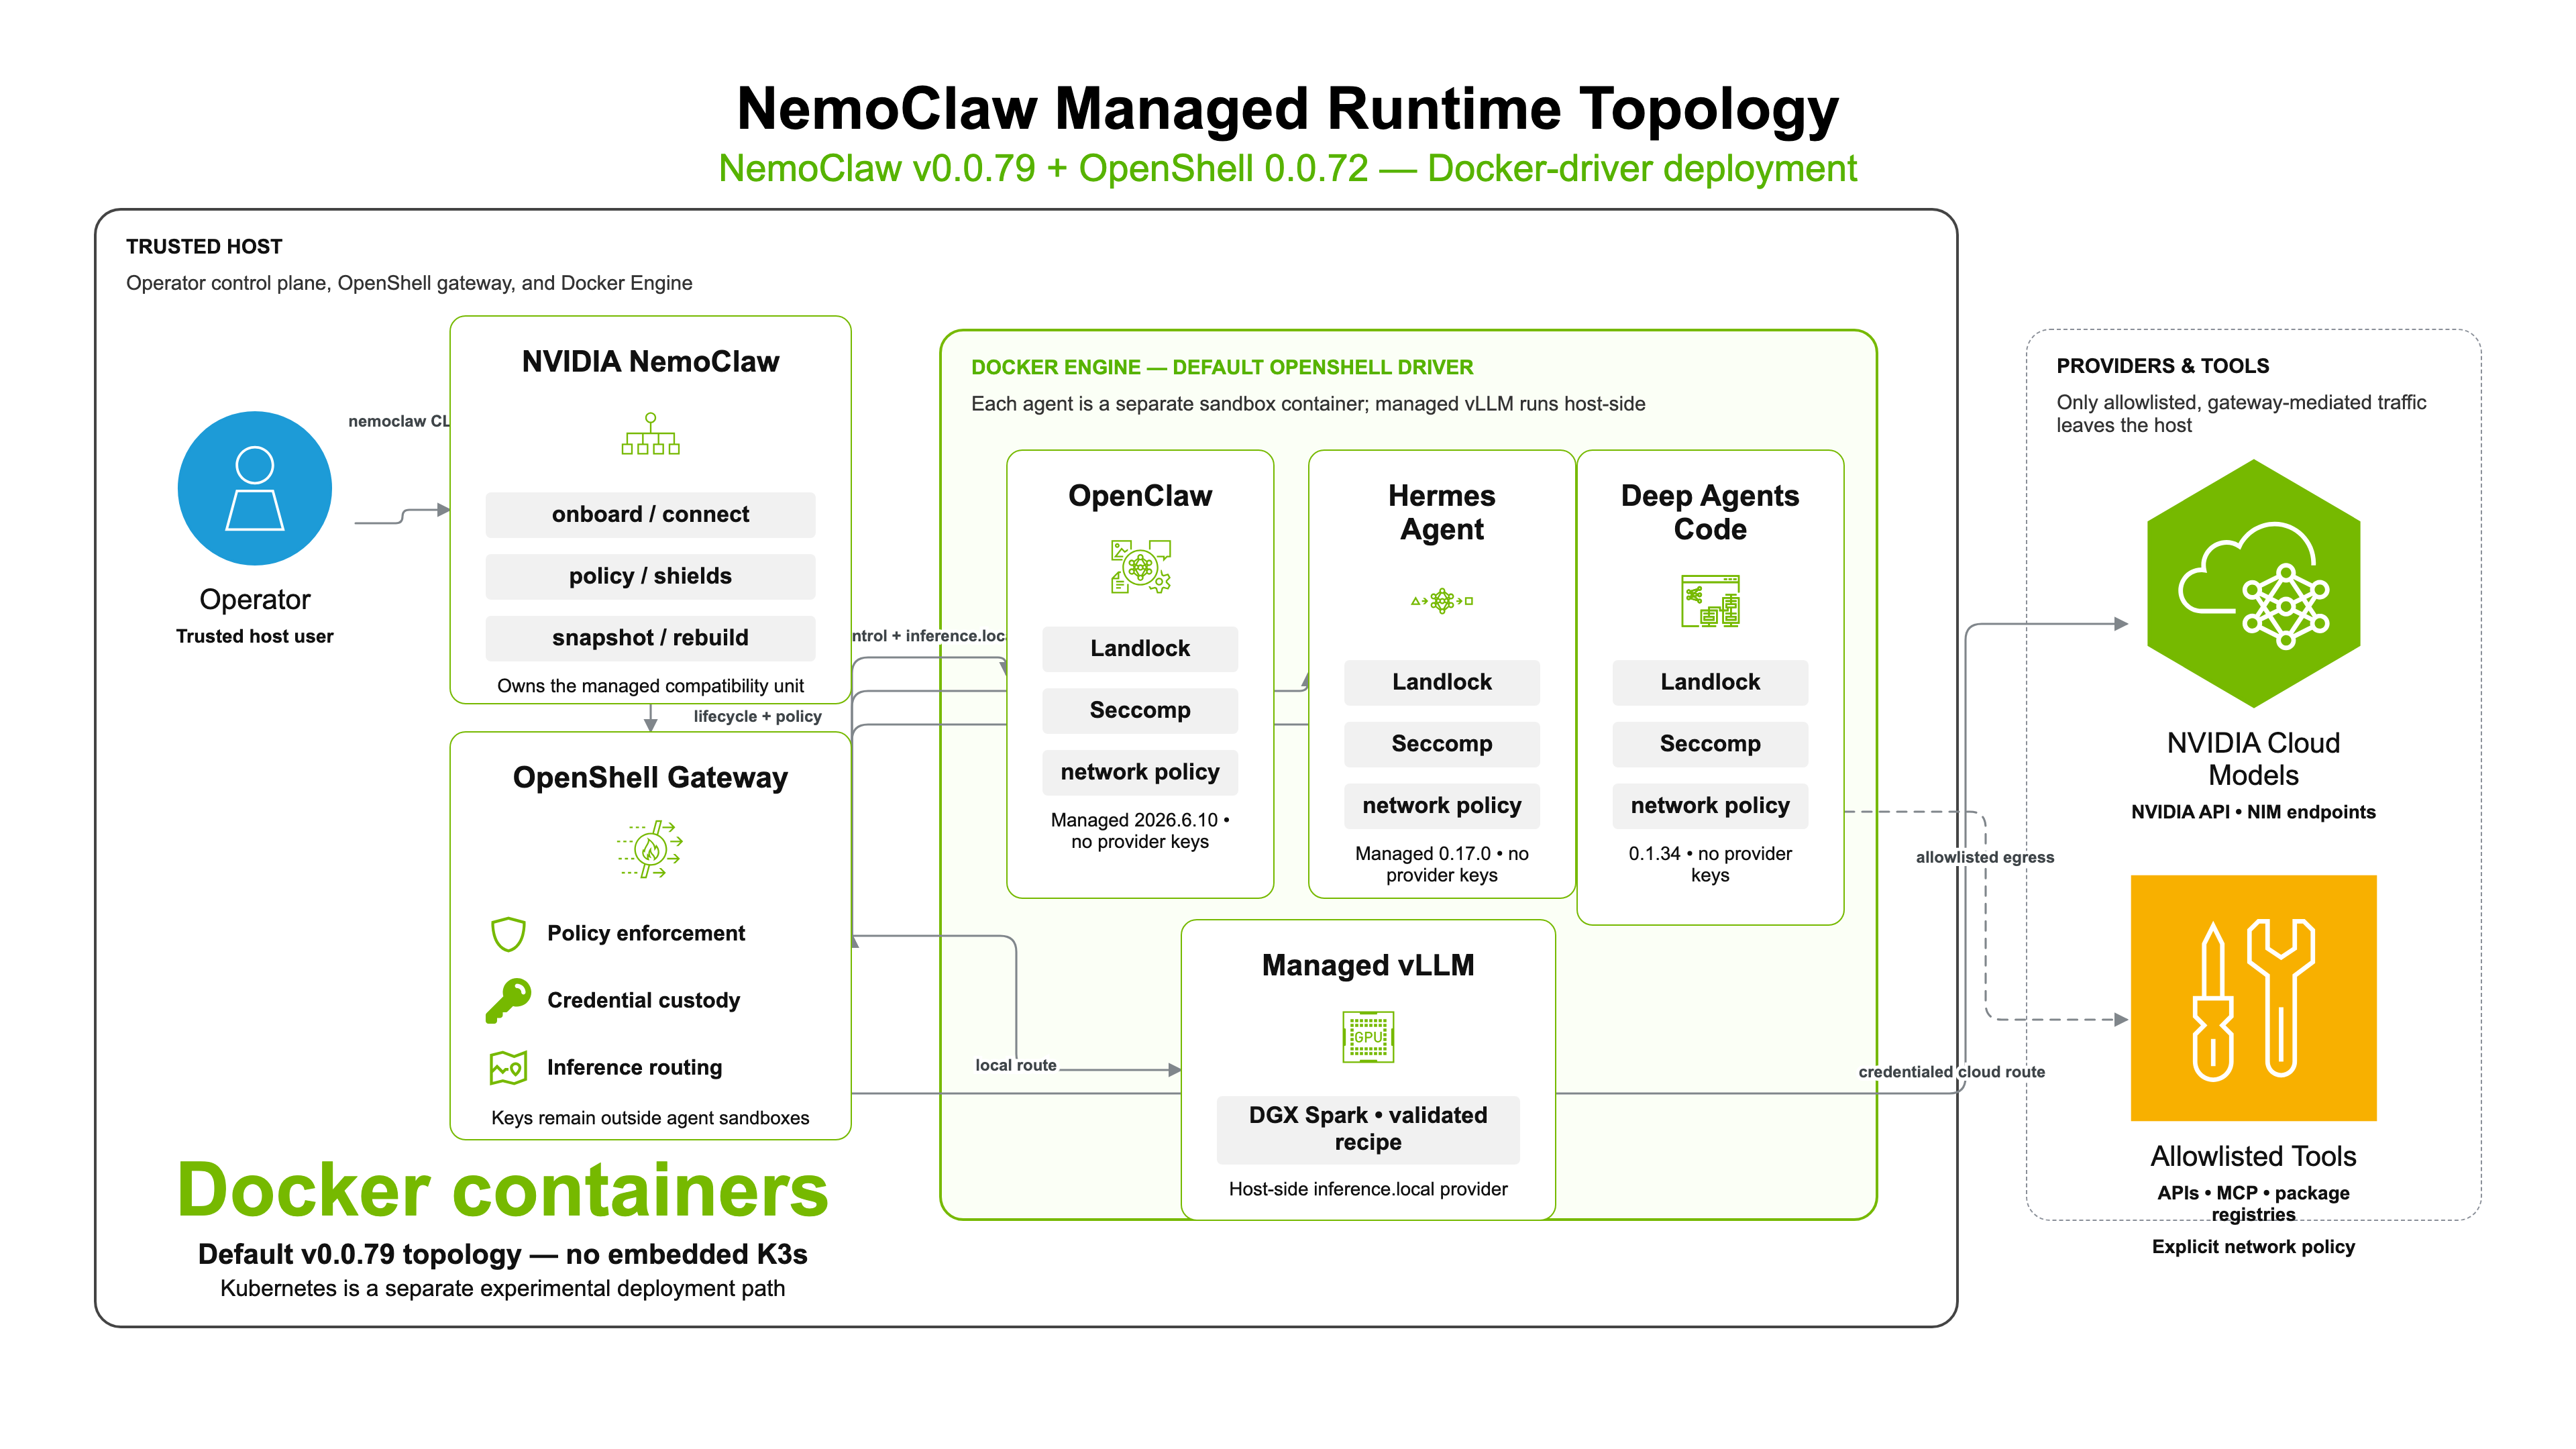 NemoClaw Managed Runtime Topology
NemoClaw v0.0.79 + OpenShell 0.0.72 — Docker-driver deployment
TRUSTED HOST
Operator control plane, OpenShell gateway, and Docker Engine
nemoclaw CL
Operator
Trusted host user
NVIDIA NemoClaw
onboard / connect
policy / shields
snapshot / rebuild
Owns the managed compatibility unit
lifecycle + policy
OpenShell Gateway
Policy enforcement
Credential custody
Inference routing
Keys remain outside agent sandboxes
Docker containers
Default v0.0.79 topology — no embedded K3s
Kubernetes is a separate experimental deployment path
ntrol + inference.loc
DOCKER ENGINE — DEFAULT OPENSHELL DRIVER
Each agent is a separate sandbox container; managed vLLM runs host-side
OpenClaw
Landlock
Seccomp
network policy
Managed 2026.6.10 •
no provider keys
Hermes
Agent
Landlock
Seccomp
network policy
Managed 0.17.0 • no
provider keys
Deep Agents
Code
Landlock
Seccomp
network policy
0.1.34 • no provider
keys
local route
Managed vLLM
GPU
DGX Spark • validated
recipe
Host-side inference.local provider
allowlisted egress
credentialed cloud route
PROVIDERS & TOOLS
Only allowlisted, gateway-mediated traffic
leaves the host
NVIDIA Cloud
Models
NVIDIA API • NIM endpoints
Allowlisted Tools
APIs • MCP • package
registries
Explicit network policy